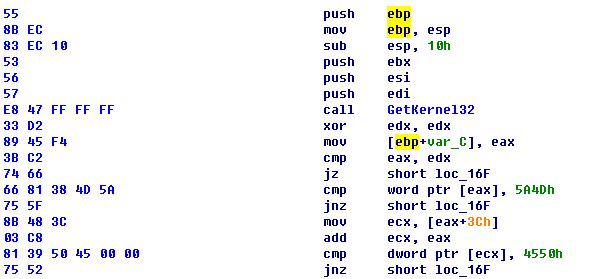 55 push ebp
8B EC mov ebp, esp
83 EC 10 sub esp, 10h
53 push ebx
56 push esi
57 push edi
E8 47 FF FF FF call GetKernel32
33 D2 xor edx, edx
89 45 F4 mov [ebp+var_C], eax
3B C2 cmp eax, edx
74 66 jz short loc_16F
66 81 38 4D 5A cmp word ptr [eax], 5A4Dh
75 5F jnz short loc_16F
8B 48 3C mov ecx, [eax+3Ch]
03 C8 add ecx, eax
81 39 50 45 00 00 cmp dword ptr [ecx], 4550h
75 52 jnz short loc_16F